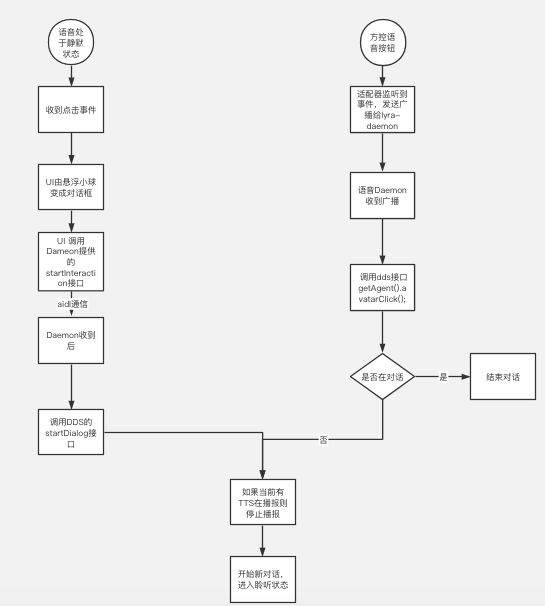 语音处
于静默
状态
收到点击事件
UI由悬浮小球
变成对话框
UI 调用
Dameon提供
的
startInteracti
on接口
aidl通信
Daemon收到
后
调用DDS的
startDialog接
口
方控语
音按钮
适配器监听到
事件，发送广
播给lyra-
daemon
语音Daemon
收到广播
调用dds接口
getAgent().a
vatarClick();
是否在对话
是
结束对话
否
如果当前有
TTS在播报则
停止播报
开始新对话，
进入聆听状态